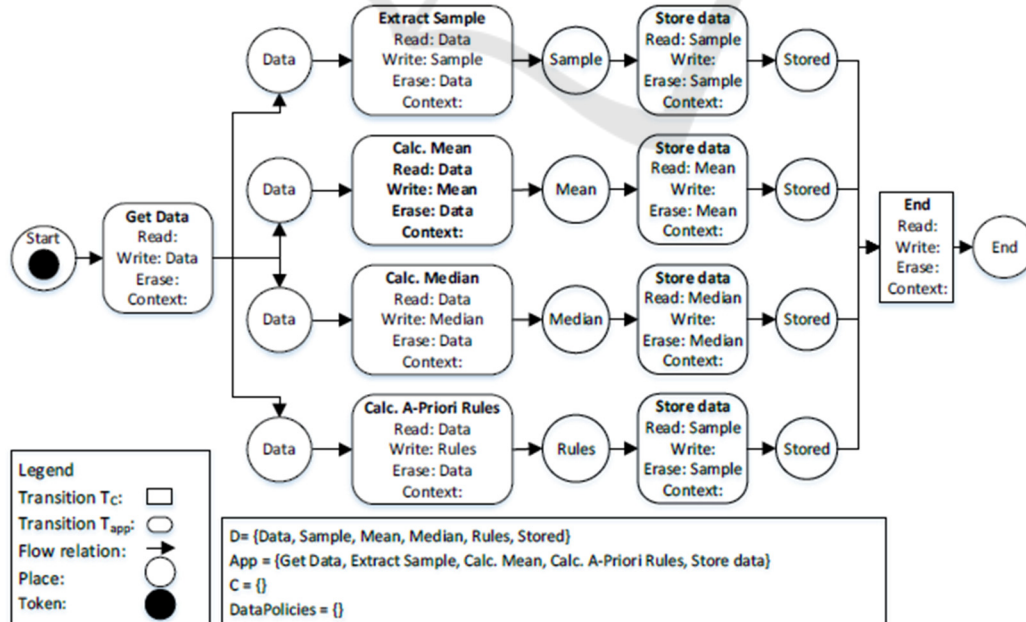 Data
Extract Sample
Read: Data
Write: Sample
Erase: Data
Context:
Sample
Store data
Read: Sample
Write:
Erase: Sample
Context:
Stored
Data
Calc. Mean
Read: Data
Write: Mean
Erase: Data
Context:
Mean
Store data
Read: Mean
Write:
Erase: Mean
Context:
Stored
Start
Get Data
Read:
Write: Data
Erase:
Context:
End
Read:
Write:
Erase:
Context:
End
Data
Calc. Median
Read: Data
Write: Median
Erase: Data
Context:
Median
Store data
Read: Median
Write:
Erase: Median
Context:
Stored
Data
Calc. A-Priori Rules
Read: Data
Write: Rules
Erase: Data
Context:
Rules
Store data
Read: Sample
Write:
Erase: Sample
Context:
Stored
Legend
Transition Tc:
Transition Tapp:
Flow relation:
Place:
Token:
D= {Data, Sample, Mean, Median, Rules, Stored}
App = {Get Data, Extract Sample, Calc. Mean, Calc. A-Priori Rules, Store data}
C = {}
DataPolicies = {}